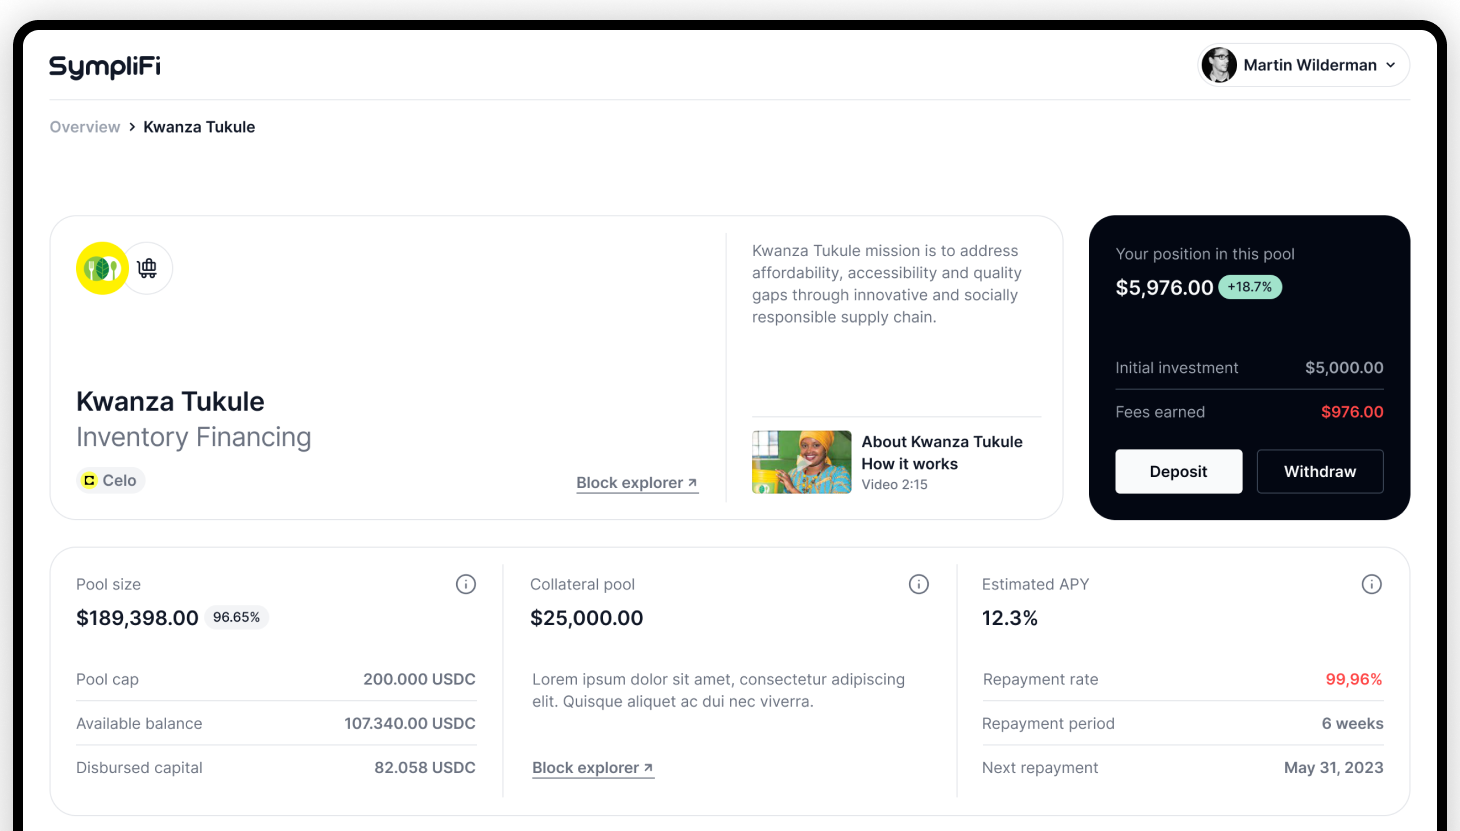 SympliFi
Martin Wilderman
Overview > Kwanza Tukule
Kwanza Tukule
Inventory Financing
Celo
Block explorer ↗
Kwanza Tukule mission is to address
affordability, accessibility and quality
gaps through innovative and socially
responsible supply chain.
About Kwanza Tukule
How it works
Video 2:15
Your position in this pool
$5,976.00 +18.7%
Initial investment $5,000.00
Fees earned $976.00
Deposit Withdraw
Pool size
$189,398.00 96.65%
Pool cap 200.000 USDC
Available balance 107.340.00 USDC
Disbursed capital 82.058 USDC
Collateral pool
$25,000.00
Lorem ipsum dolor sit amet, consectetur adipiscing
elit. Quisque aliquet ac dui nec viverra.
Block explorer ↗
Estimated APY
12.3%
Repayment rate 99,96%
Repayment period 6 weeks
Next repayment May 31, 2023